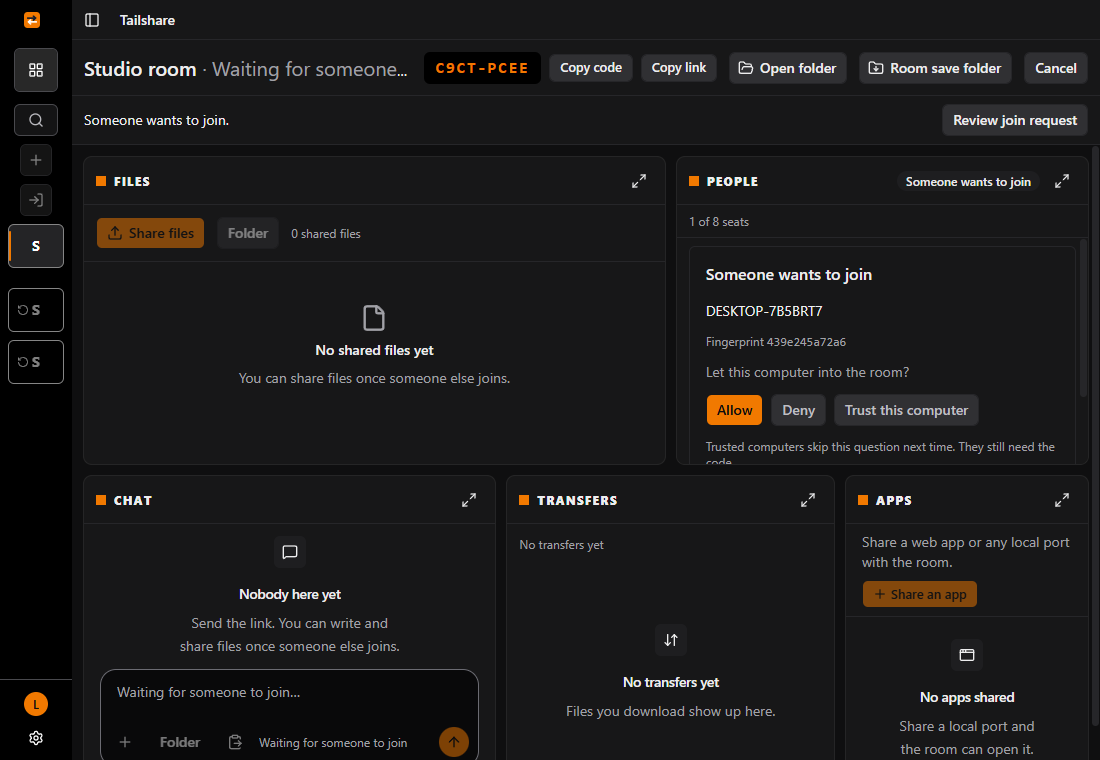 Tailshare
Studio room · Waiting for someone...
C9CT-PCEE
Copy code
Copy link
Open folder
Room save folder
Cancel
Someone wants to join.
Review join request
S
S
S
L
FILES
Share files
Folder
0 shared files
No shared files yet
You can share files once someone else joins.
PEOPLE
Someone wants to join
1 of 8 seats
Someone wants to join
DESKTOP-7B5BRT7
Fingerprint 439e245a72a6
Let this computer into the room?
Allow
Deny
Trust this computer
Trusted computers skip this question next time. They still need the
code.
CHAT
Nobody here yet
Send the link. You can write and
share files once someone else joins.
Waiting for someone to join...
Folder
Waiting for someone to join
TRANSFERS
No transfers yet
No transfers yet
Files you download show up here.
APPS
Share a web app or any local port
with the room.
Share an app
No apps shared
Share a local port and
the room can open it.